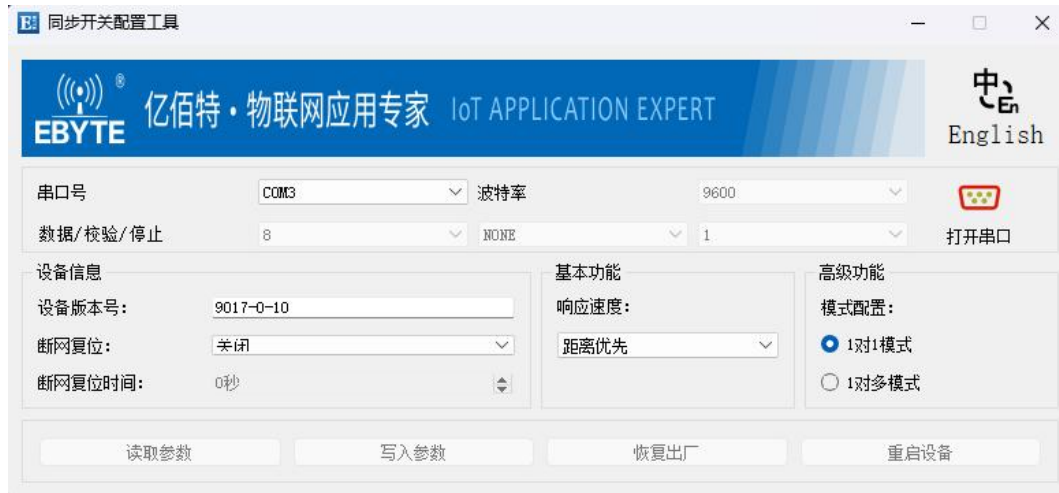 E 同步开关配置工具
EBYTE ® 亿佰特·物联网应用专家 IoT APPLICATION EXPERT
中 En
English
串口号 COM3 波特率 9600
数据/校验/停止 8 NONE 1 打开串口
设备信息 基本功能 高级功能
设备版本号： 9017-0-10 响应速度： 模式配置：
断网复位： 关闭 距离优先 1对1模式
断网复位时间： 0秒 1对多模式
读取参数 写入参数 恢复出厂 重启设备